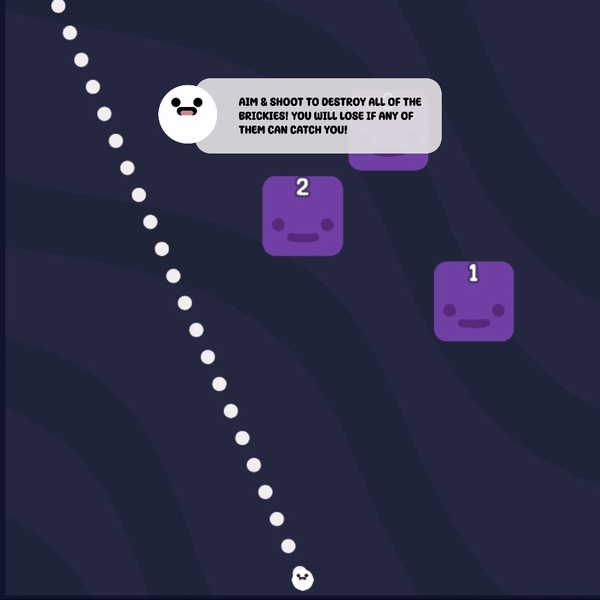 AIM & SHOOT TO DESTROY ALL OF THE
BRICKIES! YOU WILL LOSE IF ANY OF
THEM CAN CATCH YOU!
2
1